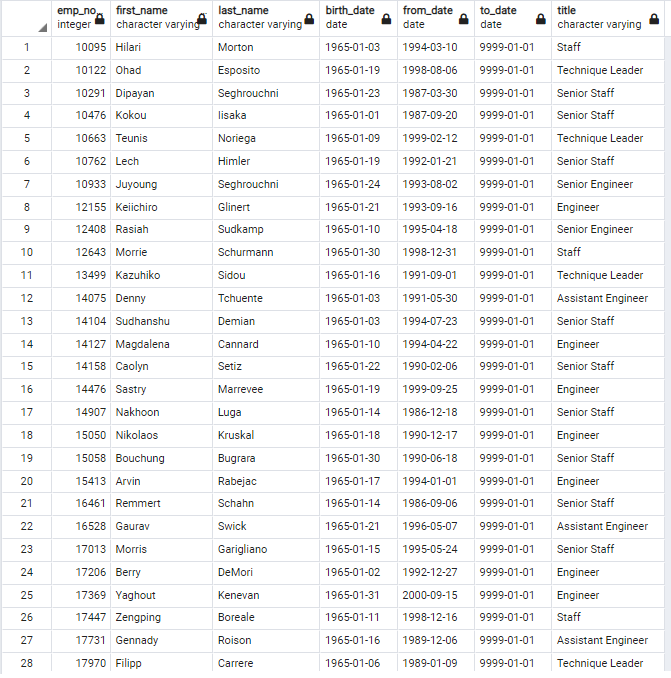 emp_no first_name last_name birth_date from_date to_date title
integer character varying character varying date date date character varying
1 10095 Hilari Morton 1965-01-03 1994-03-10 9999-01-01 Staff
2 10122 Ohad Esposito 1965-01-19 1998-08-06 9999-01-01 Technique Leader
3 10291 Dipayan Seghrouchni 1965-01-23 1987-03-30 9999-01-01 Senior Staff
4 10476 Kokou Iisaka 1965-01-01 1987-09-20 9999-01-01 Senior Staff
5 10663 Teunis Noriega 1965-01-09 1999-02-12 9999-01-01 Technique Leader
6 10762 Lech Himler 1965-01-19 1992-01-21 9999-01-01 Senior Staff
7 10933 Juyoung Seghrouchni 1965-01-24 1993-08-02 9999-01-01 Senior Engineer
8 12155 Keiichiro Glinert 1965-01-21 1993-09-16 9999-01-01 Engineer
9 12408 Rasiah Sudkamp 1965-01-10 1995-04-18 9999-01-01 Senior Engineer
10 12643 Morrie Schurmann 1965-01-30 1998-12-31 9999-01-01 Staff
11 13499 Kazuhiko Sidou 1965-01-16 1991-09-01 9999-01-01 Technique Leader
12 14075 Denny Tchuente 1965-01-03 1991-05-30 9999-01-01 Assistant Engineer
13 14104 Sudhanshu Demian 1965-01-03 1994-07-23 9999-01-01 Senior Staff
14 14127 Magdalena Cannard 1965-01-10 1994-04-22 9999-01-01 Engineer
15 14158 Caolyn Setiz 1965-01-22 1990-02-06 9999-01-01 Senior Staff
16 14476 Sastry Marrevee 1965-01-19 1999-09-25 9999-01-01 Engineer
17 14907 Nakhoon Luga 1965-01-14 1986-12-18 9999-01-01 Senior Staff
18 15050 Nikolaos Kruskal 1965-01-18 1990-12-17 9999-01-01 Engineer
19 15058 Bouchung Bugrara 1965-01-30 1990-06-18 9999-01-01 Senior Staff
20 15413 Arvin Rabejac 1965-01-17 1994-01-01 9999-01-01 Engineer
21 16461 Remmert Schahn 1965-01-14 1986-09-06 9999-01-01 Senior Staff
22 16528 Gaurav Swick 1965-01-21 1996-05-07 9999-01-01 Assistant Engineer
23 17013 Morris Garigliano 1965-01-15 1995-05-24 9999-01-01 Senior Staff
24 17206 Berry DeMori 1965-01-02 1992-12-27 9999-01-01 Engineer
25 17369 Yaghout Kenevan 1965-01-31 2000-09-15 9999-01-01 Engineer
26 17447 Zengping Boreale 1965-01-11 1998-12-16 9999-01-01 Staff
27 17731 Gennady Roison 1965-01-16 1989-12-06 9999-01-01 Assistant Engineer
28 17970 Filipp Carrere 1965-01-06 1989-01-09 9999-01-01 Technique Leader